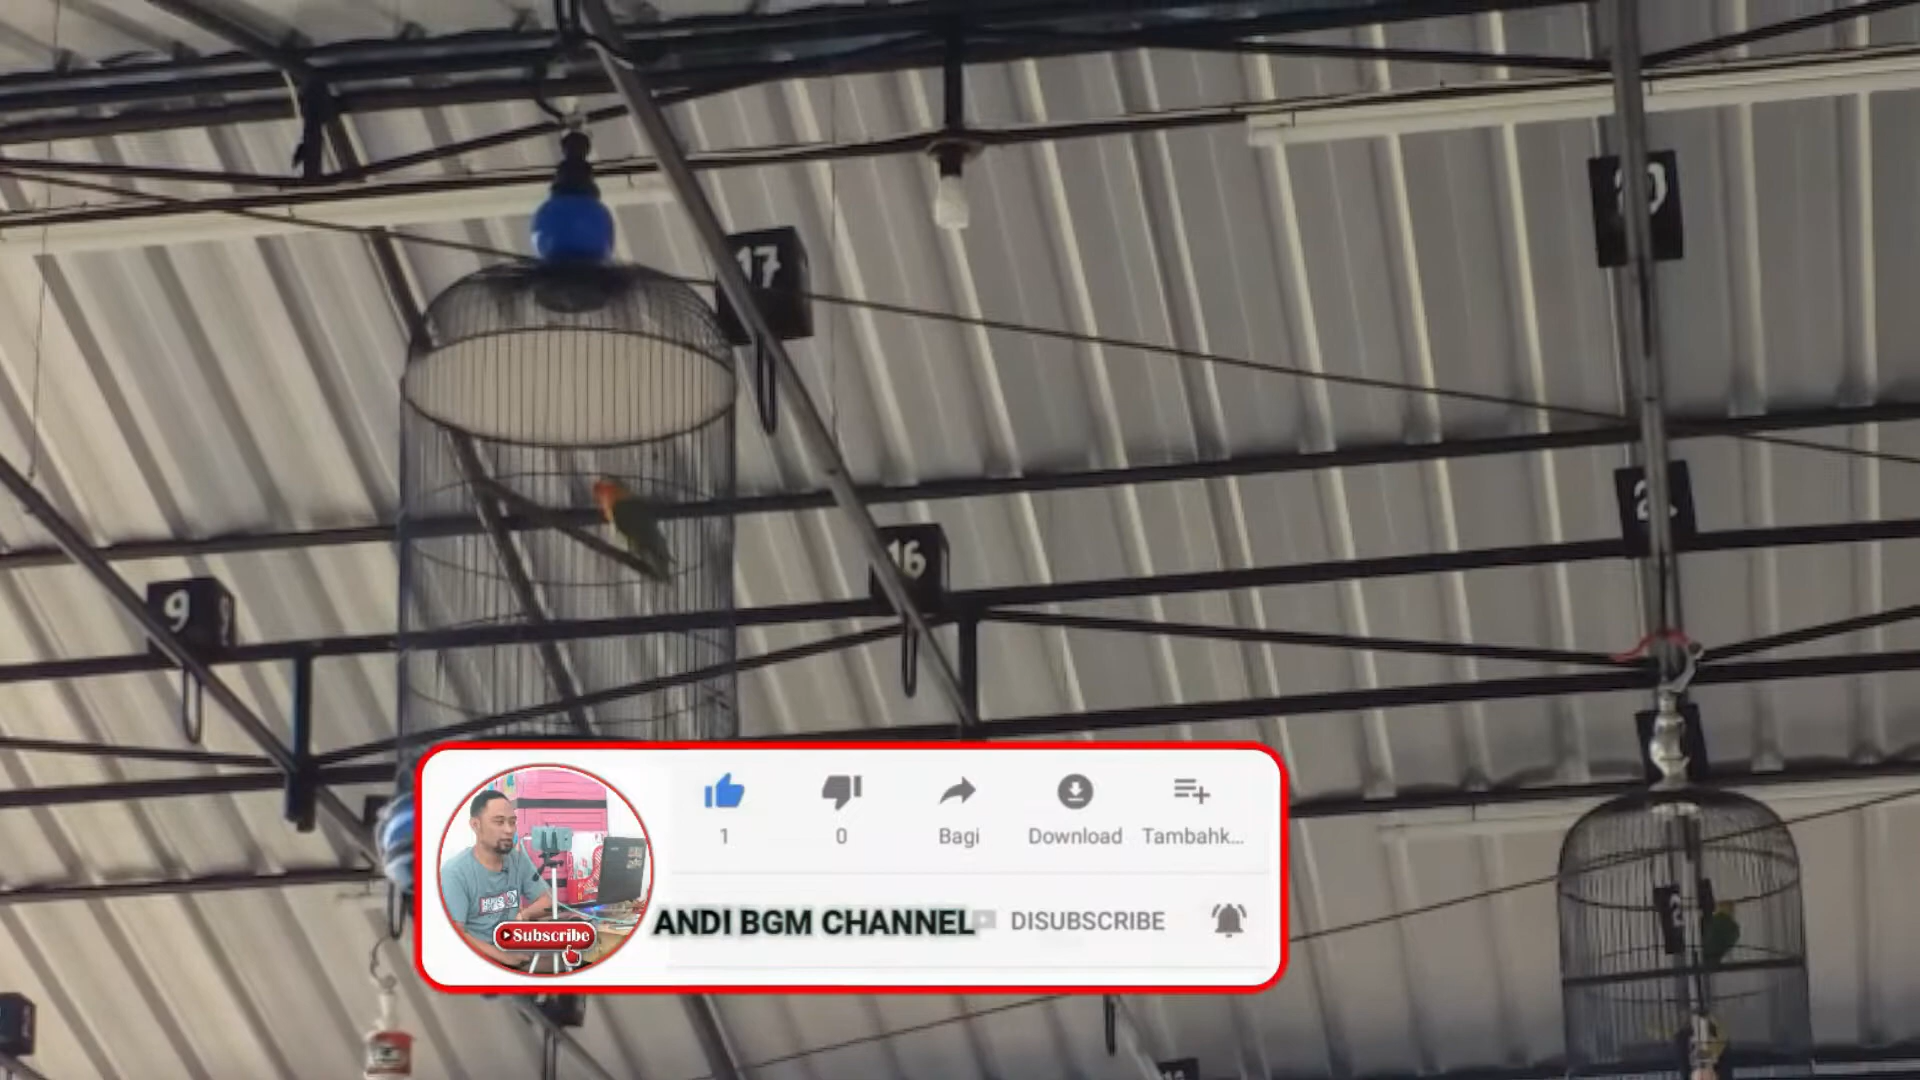 17
16
9
1
0
Bagi
Download
Tambahk...
ANDI BGM CHANNEL
DISUBSCRIBE
Subscribe